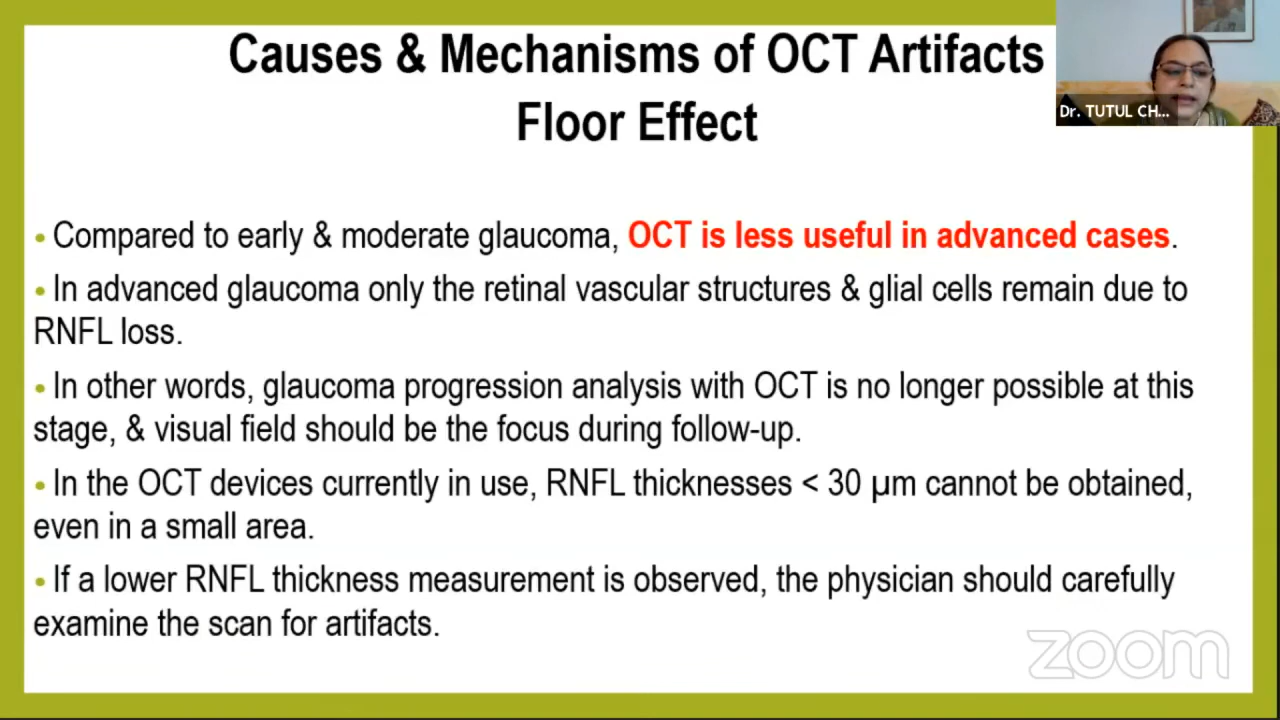 Causes & Mechanisms of OCT Artifacts
Floor Effect
Dr. TUTUL CH...
• Compared to early & moderate glaucoma, OCT is less useful in advanced cases.
• In advanced glaucoma only the retinal vascular structures & glial cells remain due to
RNFL loss.
• In other words, glaucoma progression analysis with OCT is no longer possible at this
stage, & visual field should be the focus during follow-up.
• In the OCT devices currently in use, RNFL thicknesses < 30 µm cannot be obtained,
even in a small area.
• If a lower RNFL thickness measurement is observed, the physician should carefully
examine the scan for artifacts.
zoom